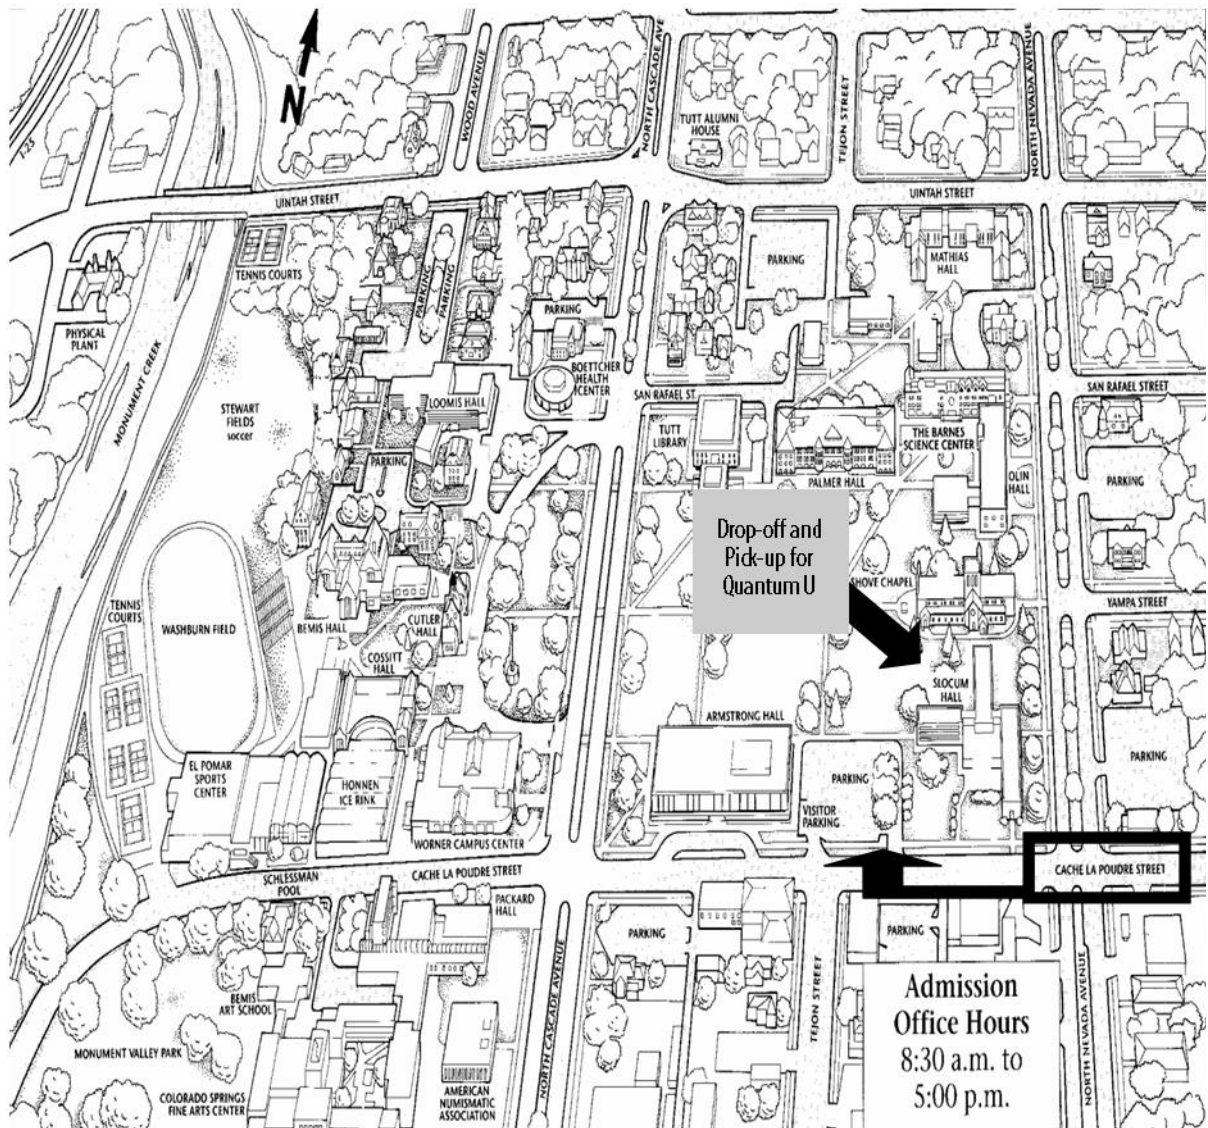 N
I-25
WOOD AVENUE
NORTH CASCADE AVE
TUTT ALUMNI
HOUSE
TEJON STREET
NORTH NEVADA AVENUE
UINTAH STREET
UINTAH STREET
TENNIS COURTS
PARKING
PARKING
PARKING
PARKING
MATHIAS
HALL
PHYSICAL
PLANT
MONUMENT CREEK
STEWART
FIELDS
soccer
LOOMIS HALL
BOETTCHER
HEALTH
CENTER
SAN RAFAEL ST.
SAN RAFAEL STREET
TUTT
LIBRARY
THE BARNES
SCIENCE CENTER
PARKING
PALMER HALL
OLIN
HALL
PARKING
Drop-off and
Pick-up for
Quantum U
SHOVE CHAPEL
YAMPA STREET
TENNIS
COURTS
WASHBURN FIELD
BEMIS HALL
CUTLER
HALL
COSSITT
HALL
SLOCUM
HALL
ARMSTRONG HALL
EL POMAR
SPORTS
CENTER
HONNEN
ICE RINK
PARKING
PARKING
VISITOR
PARKING
WORNER CAMPUS CENTER
SCHLESSMAN
POOL
CACHE LA POUDRE STREET
CACHE LA POUDRE STREET
PACKARD
HALL
PARKING
PARKING
BEMIS
ART SCHOOL
MONUMENT VALLEY PARK
COLORADO SPRINGS
FINE ARTS CENTER
AMERICAN
NUMISMATIC
ASSOCIATION
NORTH CASCADE AVENUE
TEJON STREET
NORTH NEVADA AVENUE
Admission
Office Hours
8:30 a.m. to
5:00 p.m.